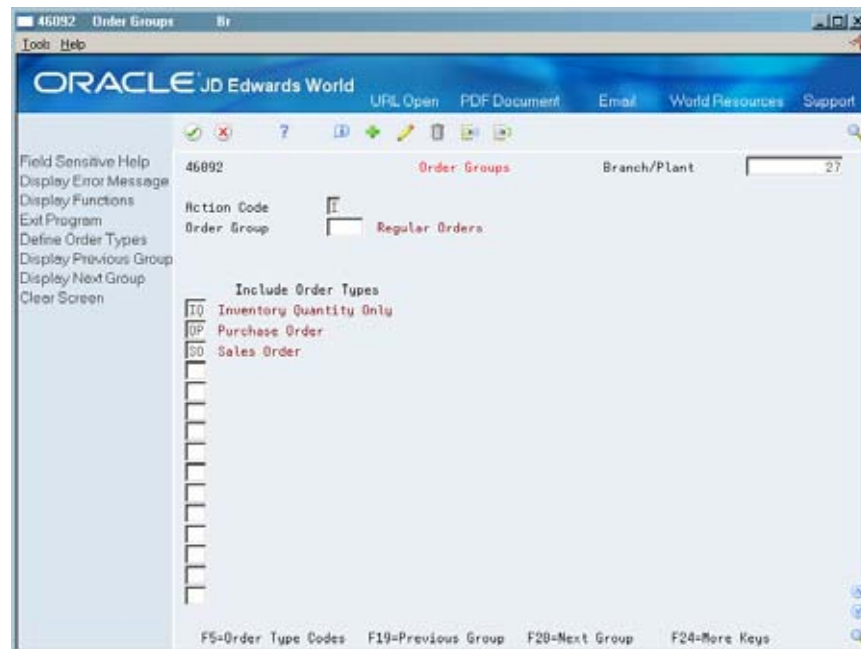 46092 Order Groups Br
Tools Help
ORACLE JD Edwards World
URL Open PDF Document Email World Resources Support
Field Sensitive Help
Display Error Message
Display Functions
Exit Program
Define Order Types
Display Previous Group
Display Next Group
Clear Screen
46092 Order Groups Branch/Plant 27
Action Code I
Order Group Regular Orders
Include Order Types
IQ Inventory Quantity Only
OP Purchase Order
SO Sales Order
F5=Order Type Codes F19=Previous Group F20=Next Group F24=More Keys